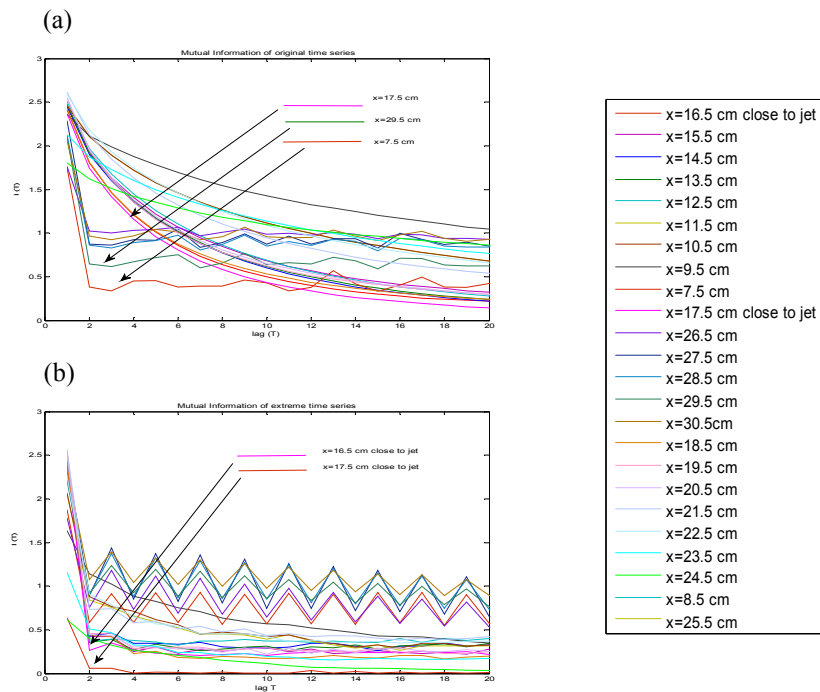 (a)
Mutual Information of original time series
3
2.5
2
1.5
1
0.5
0
I (T)
x=17.5 cm
x=29.5 cm
x=7.5 cm
0 2 4 6 8 10 12 14 16 18 20
lag (T)
(b)
Mutual Information of extreme time series
3
2.5
2
1.5
1
0.5
0
I (T)
x=16.5 cm close to jet
x=17.5 cm close to jet
0 2 4 6 8 10 12 14 16 18 20
lag T
x=16.5 cm close to jet
x=15.5 cm
x=14.5 cm
x=13.5 cm
x=12.5 cm
x=11.5 cm
x=10.5 cm
x=9.5 cm
x=7.5 cm
x=17.5 cm close to jet
x=26.5 cm
x=27.5 cm
x=28.5 cm
x=29.5 cm
x=30.5cm
x=18.5 cm
x=19.5 cm
x=20.5 cm
x=21.5 cm
x=22.5 cm
x=23.5 cm
x=24.5 cm
x=8.5 cm
x=25.5 cm